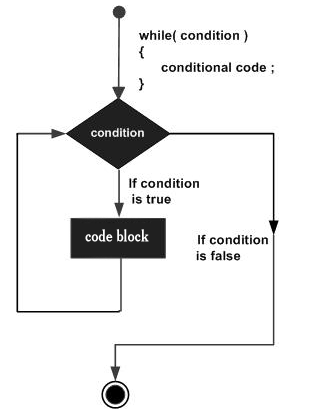 while( condition )
{
conditional code ;
}
condition
If condition
is true
code block
If condition
is false